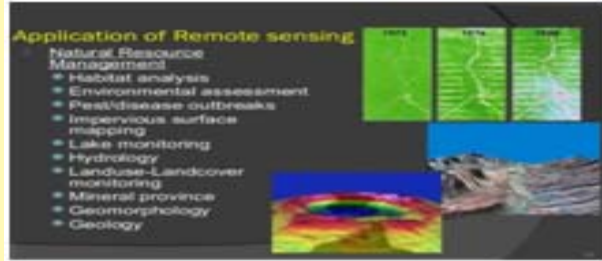 Application of Remote sensing
Natural Resource
Management
Habitat analysis
Environmental assessment
Pest/disease outbreaks
Impervious surface
mapping
Lake monitoring
Hydrology
Landuse-Landcover
monitoring
Mineral province
Geomorphology
Geology